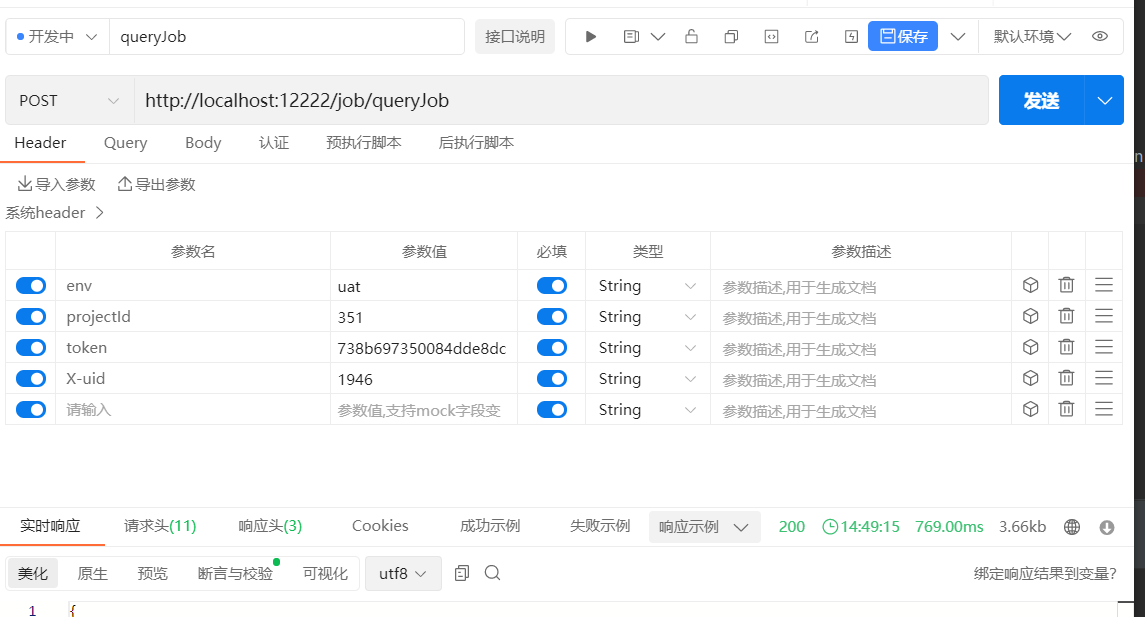 开发中 queryJob 接口说明 保存 默认环境
POST http://localhost:12222/job/queryJob 发送
Header Query Body 认证 预执行脚本 后执行脚本
导入参数 导出参数
系统header
参数名 参数值 必填 类型 参数描述
env uat String 参数描述,用于生成文档
projectId 351 String 参数描述,用于生成文档
token 738b697350084dde8dc String 参数描述,用于生成文档
X-uid 1946 String 参数描述,用于生成文档
请输入 参数值,支持mock字段变 String 参数描述,用于生成文档
实时响应 请求头(11) 响应头(3) Cookies 成功示例 失败示例 响应示例 200 14:49:15 769.00ms 3.66kb
美化 原生 预览 断言与校验 可视化 utf8 绑定响应结果到变量?
1 {
n